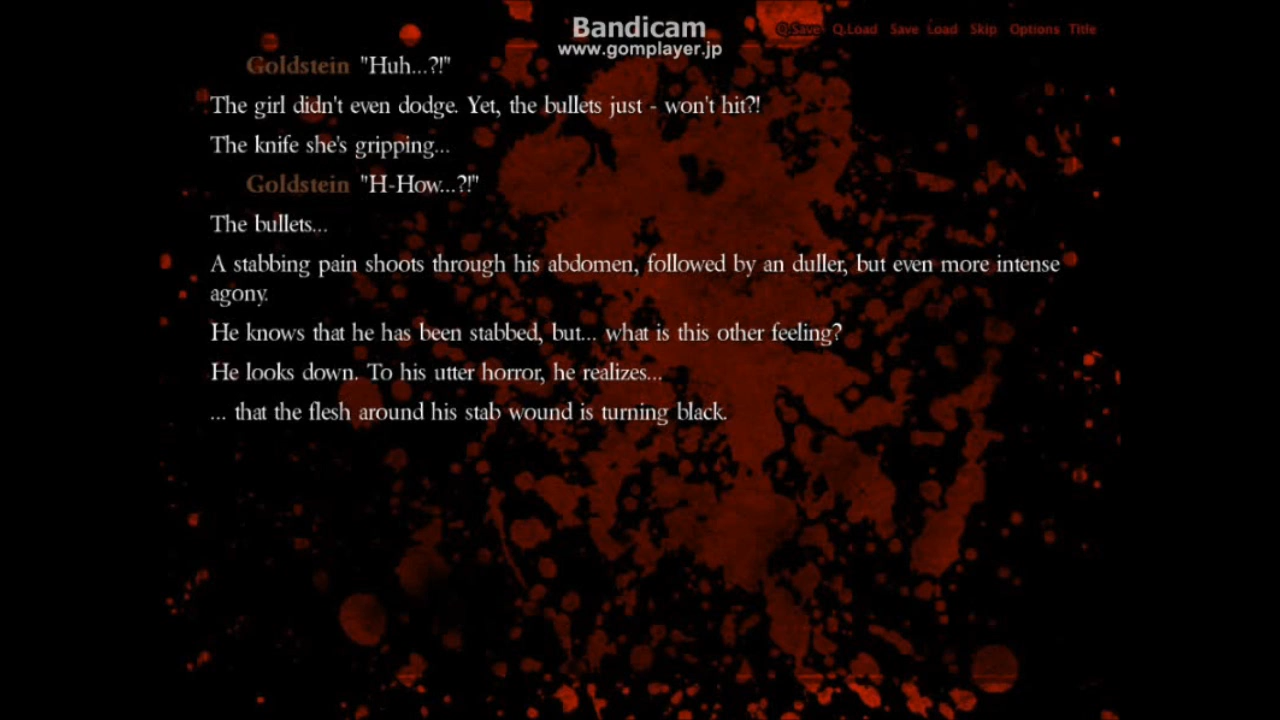 Bandicam
www.gomplayer.jp
Q.Save Q.Load Save Load Skip Options Title
Goldstein "Huh...?!"
The girl didn't even dodge. Yet, the bullets just - won't hit?!
The knife she's gripping...
Goldstein "H-How...?!"
The bullets...
A stabbing pain shoots through his abdomen, followed by an duller, but even more intense
agony.
He knows that he has been stabbed, but... what is this other feeling?
He looks down. To his utter horror, he realizes...
... that the flesh around his stab wound is turning black.